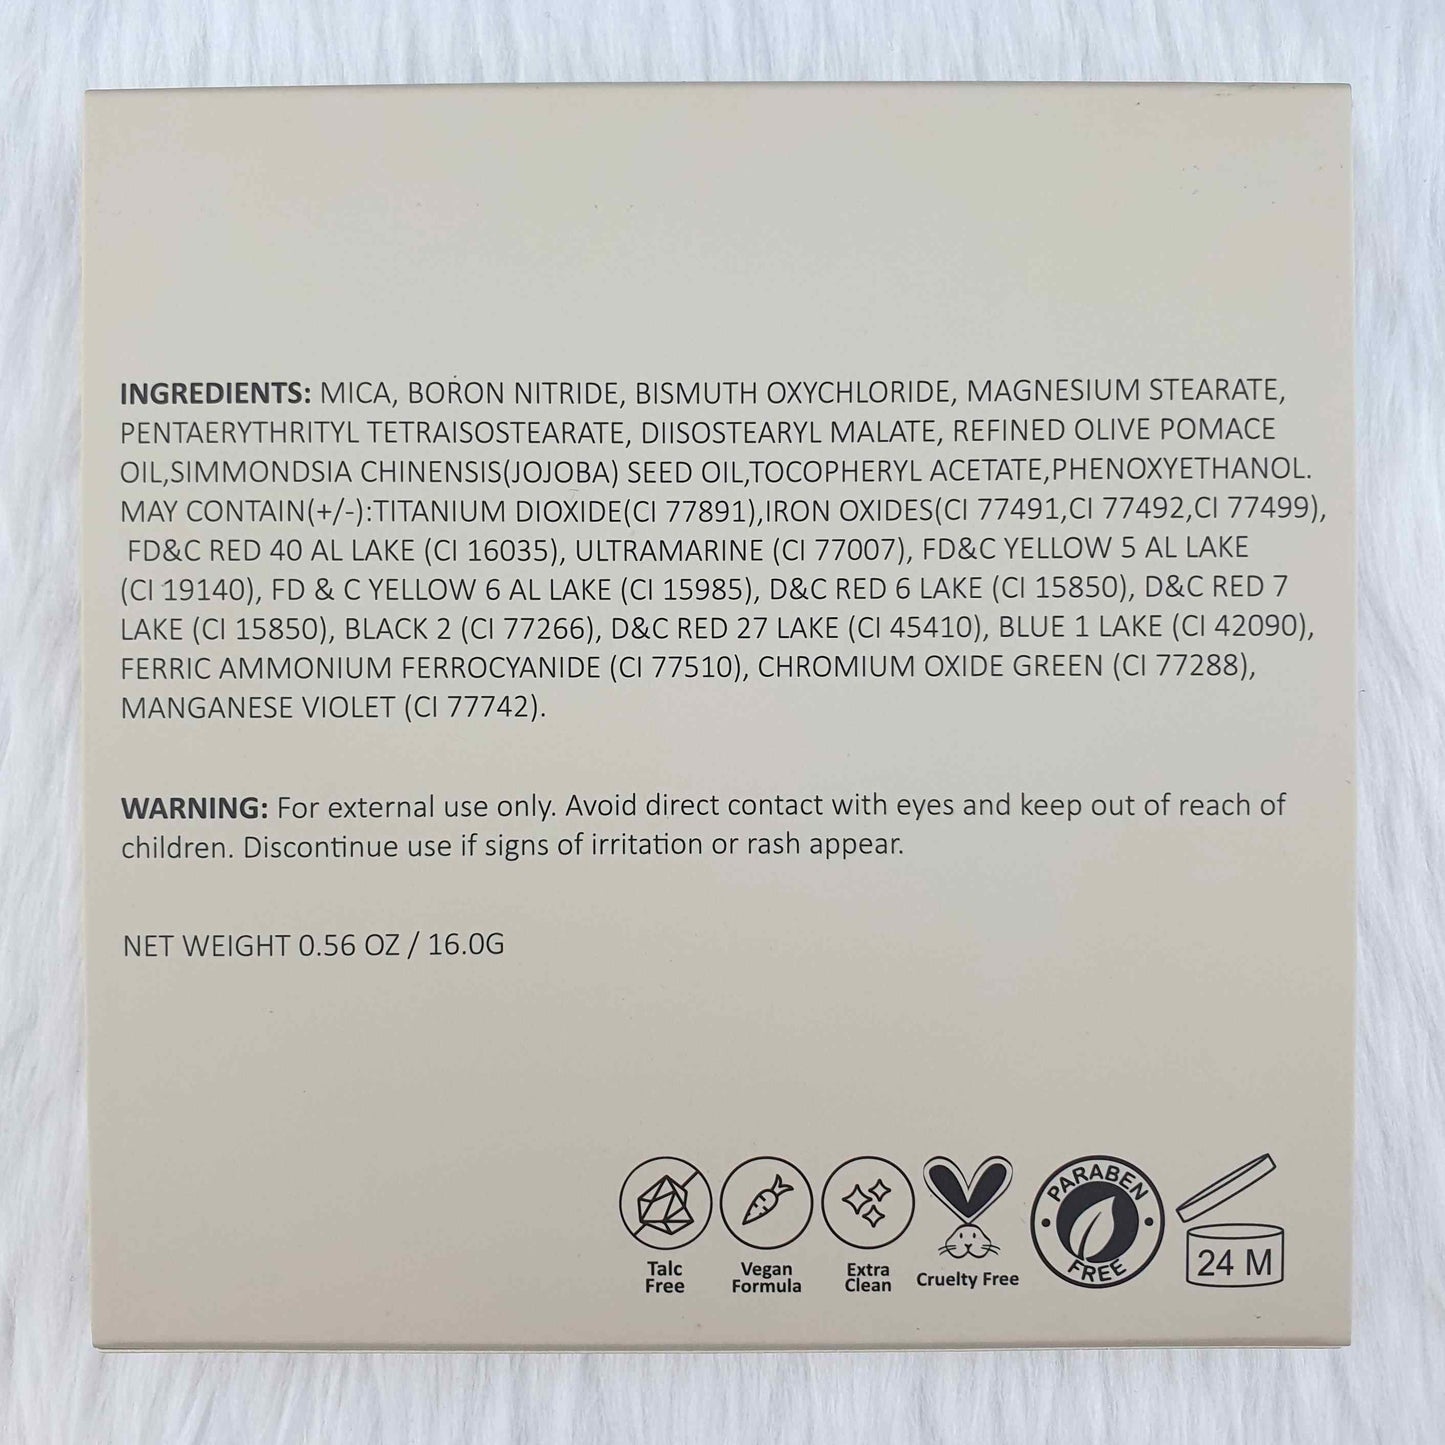 INGREDIENTS: MICA, BORON NITRIDE, BISMUTH OXYCHLORIDE, MAGNESIUM STEARATE,
PENTAERYTHRITYL TETRAISOSTEARATE, DIISOSTEARYL MALATE, REFINED OLIVE POMACE
OIL,SIMMONDSIA CHINENSIS(JOJOBA) SEED OIL,TOCOPHERYL ACETATE,PHENOXYETHANOL.
MAY CONTAIN(+/-):TITANIUM DIOXIDE(CI 77891),IRON OXIDES(CI 77491,CI 77492,CI 77499),
FD&C RED 40 AL LAKE (CI 16035), ULTRAMARINE (CI 77007), FD&C YELLOW 5 AL LAKE
(CI 19140), FD & C YELLOW 6 AL LAKE (CI 15985), D&C RED 6 LAKE (CI 15850), D&C RED 7
LAKE (CI 15850), BLACK 2 (CI 77266), D&C RED 27 LAKE (CI 45410), BLUE 1 LAKE (CI 42090),
FERRIC AMMONIUM FERROCYANIDE (CI 77510), CHROMIUM OXIDE GREEN (CI 77288),
MANGANESE VIOLET (CI 77742).
WARNING: For external use only. Avoid direct contact with eyes and keep out of reach of
children. Discontinue use if signs of irritation or rash appear.
NET WEIGHT 0.56 OZ / 16.0G
Talc
Free
Vegan
Formula
Extra
Clean
Cruelty Free
PARABEN
FREE
24 M